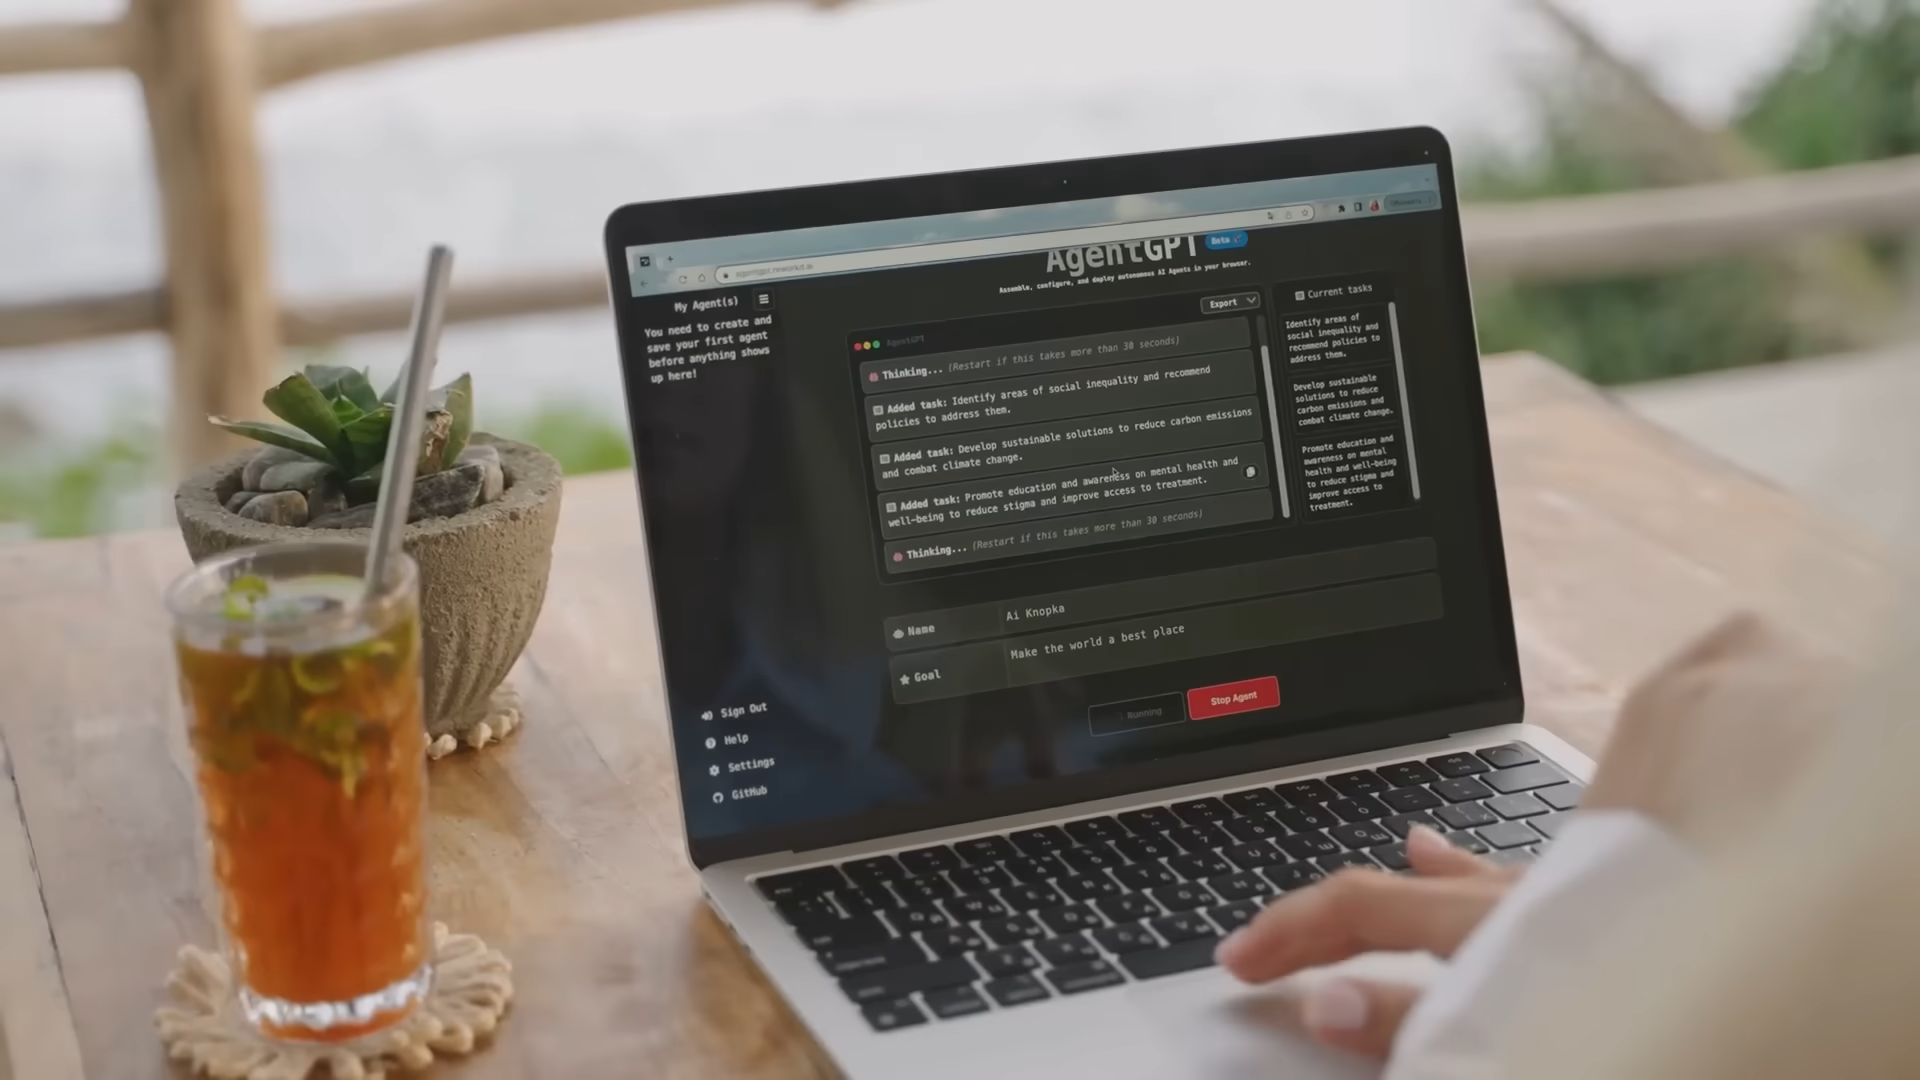 agentgpt.reworkd.ai
AgentGPT Beta
Assemble, configure, and deploy autonomous AI Agents in your browser.
My Agent(s)
You need to create and
save your first agent
before anything shows
up here!
Sign Out
Help
Settings
GitHub
Export
AgentGPT
Thinking... (Restart if this takes more than 30 seconds)
Added task: Identify areas of social inequality and recommend
policies to address them.
Added task: Develop sustainable solutions to reduce carbon emissions
and combat climate change.
Added task: Promote education and awareness on mental health and
well-being to reduce stigma and improve access to treatment.
Thinking... (Restart if this takes more than 30 seconds)
Current tasks
Identify areas of
social inequality and
recommend policies to
address them.
Develop sustainable
solutions to reduce
carbon emissions and
combat climate change.
Promote education and
awareness on mental
health and well-being
to reduce stigma and
improve access to
treatment.
Name Ai Knopka
Goal Make the world a best place
Running
Stop Agent